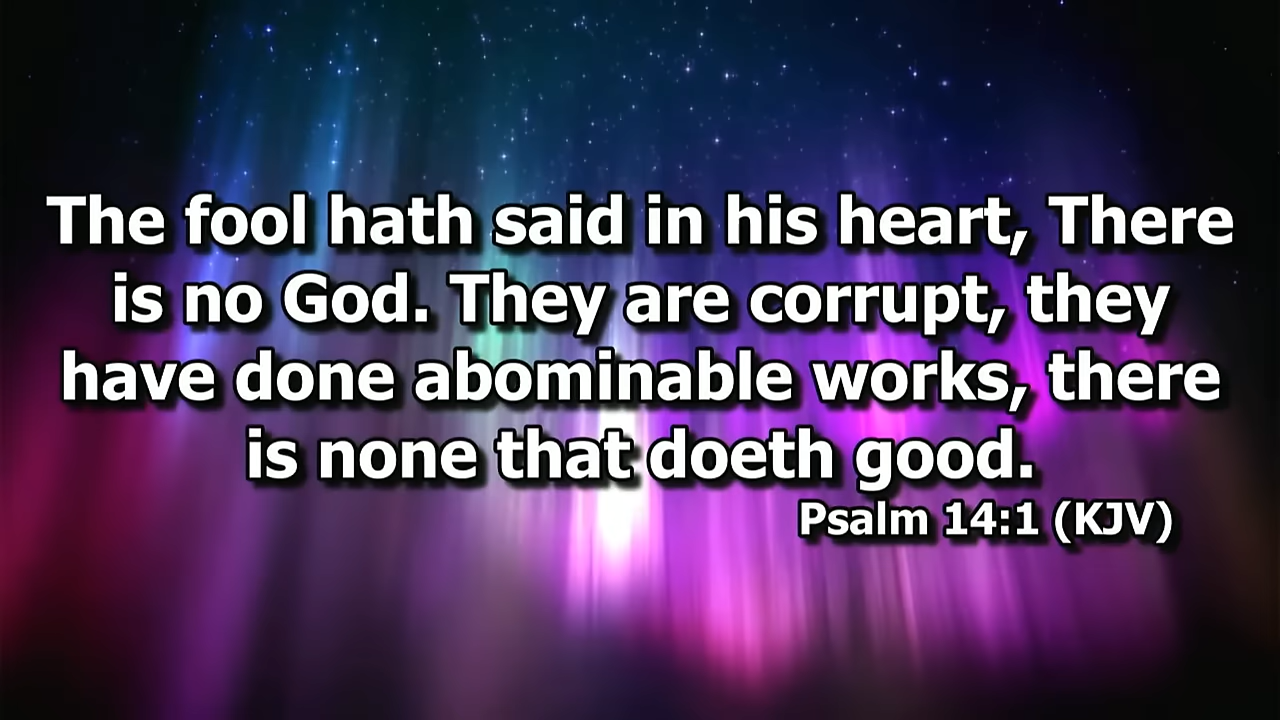 The fool hath said in his heart, There
is no God. They are corrupt, they
have done abominable works, there
is none that doeth good.
Psalm 14:1 (KJV)